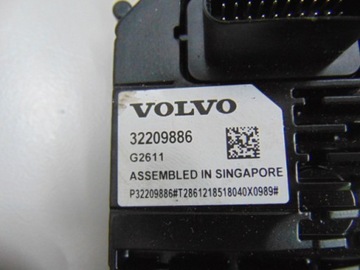 VOLVO
32209886
G2611
ASSEMBLED IN SINGAPORE
P32209886#T2861218518040X0989#